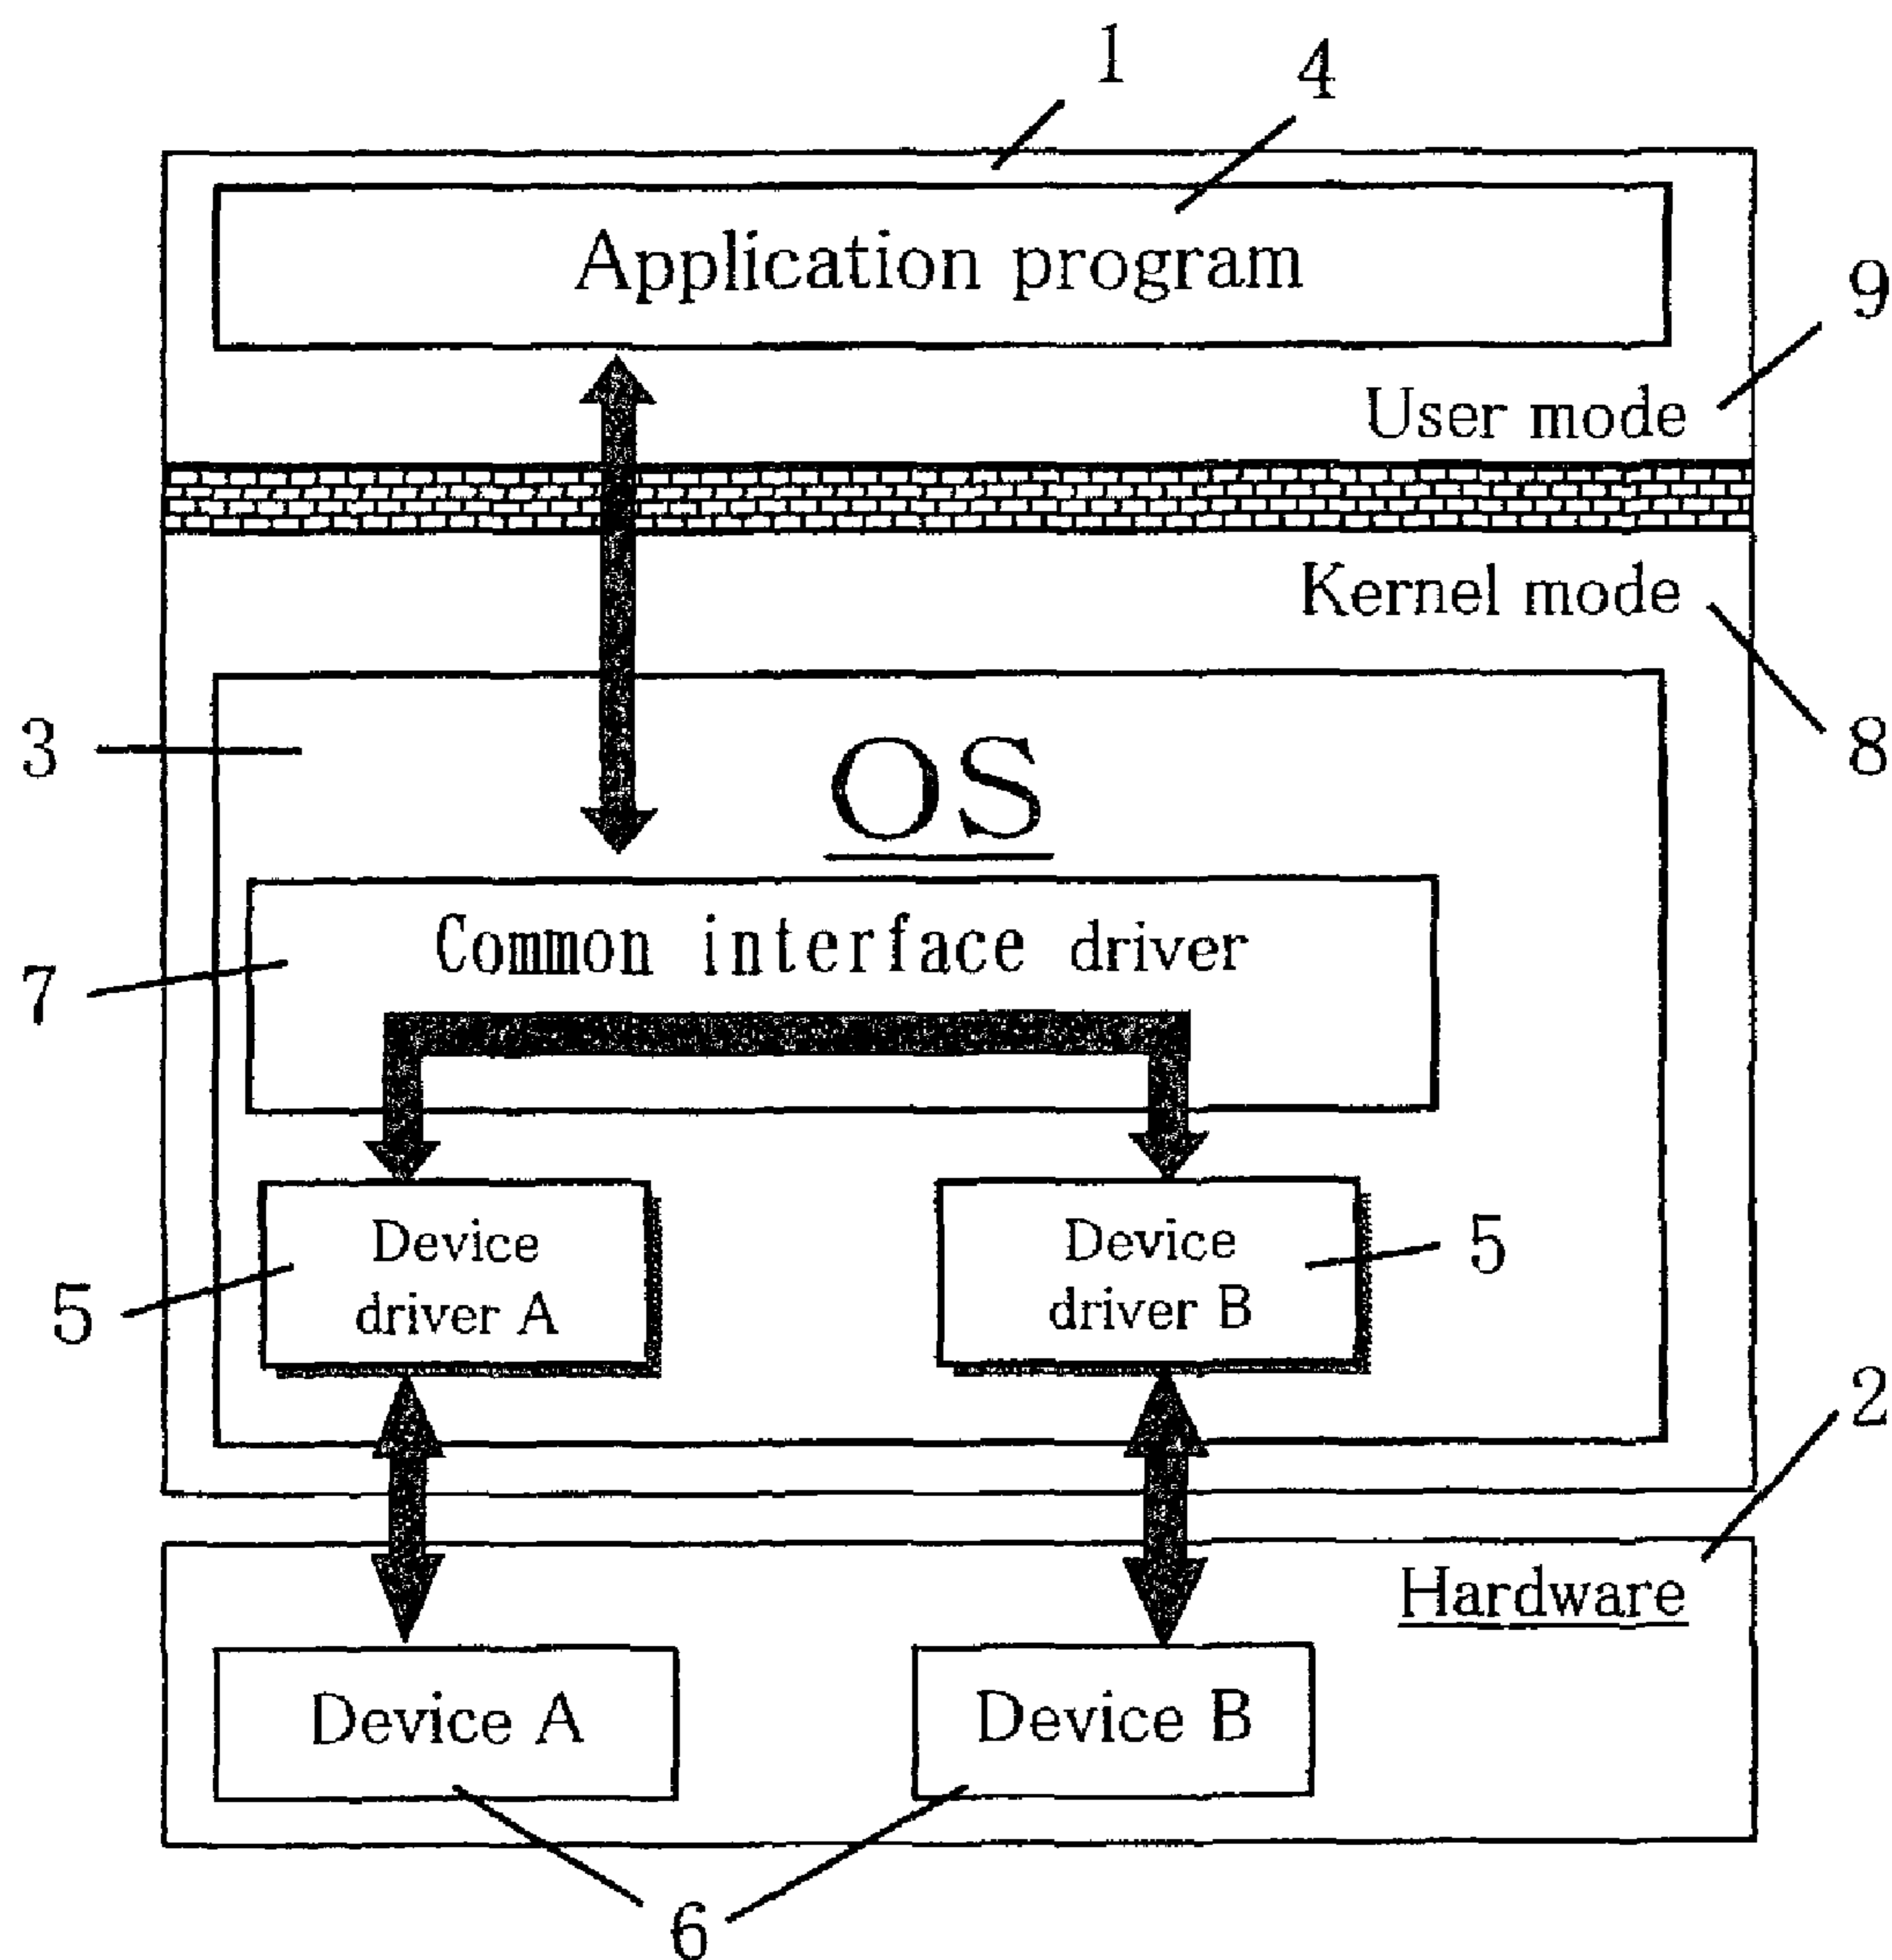 1
4
Application program
9
User mode
Kernel mode
3
8
OS
7
Common interface driver
Device
driver A
Device
driver B
5
5
2
Hardware
Device A
Device B
6